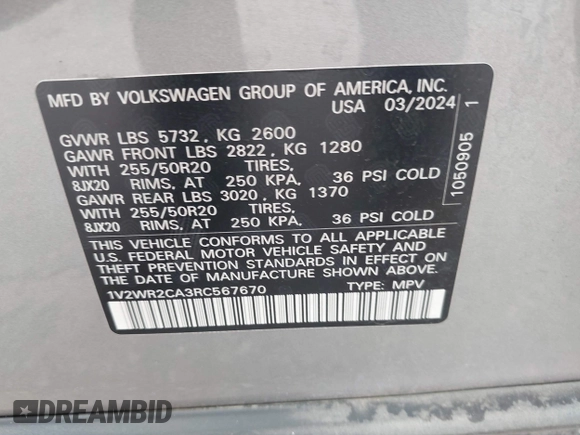 MFD BY VOLKSWAGEN GROUP OF AMERICA, INC.
USA 03/2024
GVWR LBS 5732, KG 2600
GAWR FRONT LBS 2822, KG 1280
WITH 255/50R20 TIRES,
8JX20 RIMS, AT 250 KPA, 36 PSI COLD
GAWR REAR LBS 3020, KG 1370
WITH 255/50R20 TIRES,
8JX20 RIMS, AT 250 KPA, 36 PSI COLD
THIS VEHICLE CONFORMS TO ALL APPLICABLE
U.S. FEDERAL MOTOR VEHICLE SAFETY AND
THEFT PREVENTION STANDARDS IN EFFECT ON
THE DATE OF MANUFACTURE SHOWN ABOVE.
1V2WR2CA3RC567670 TYPE: MPV
1050905 1
DREAMBID